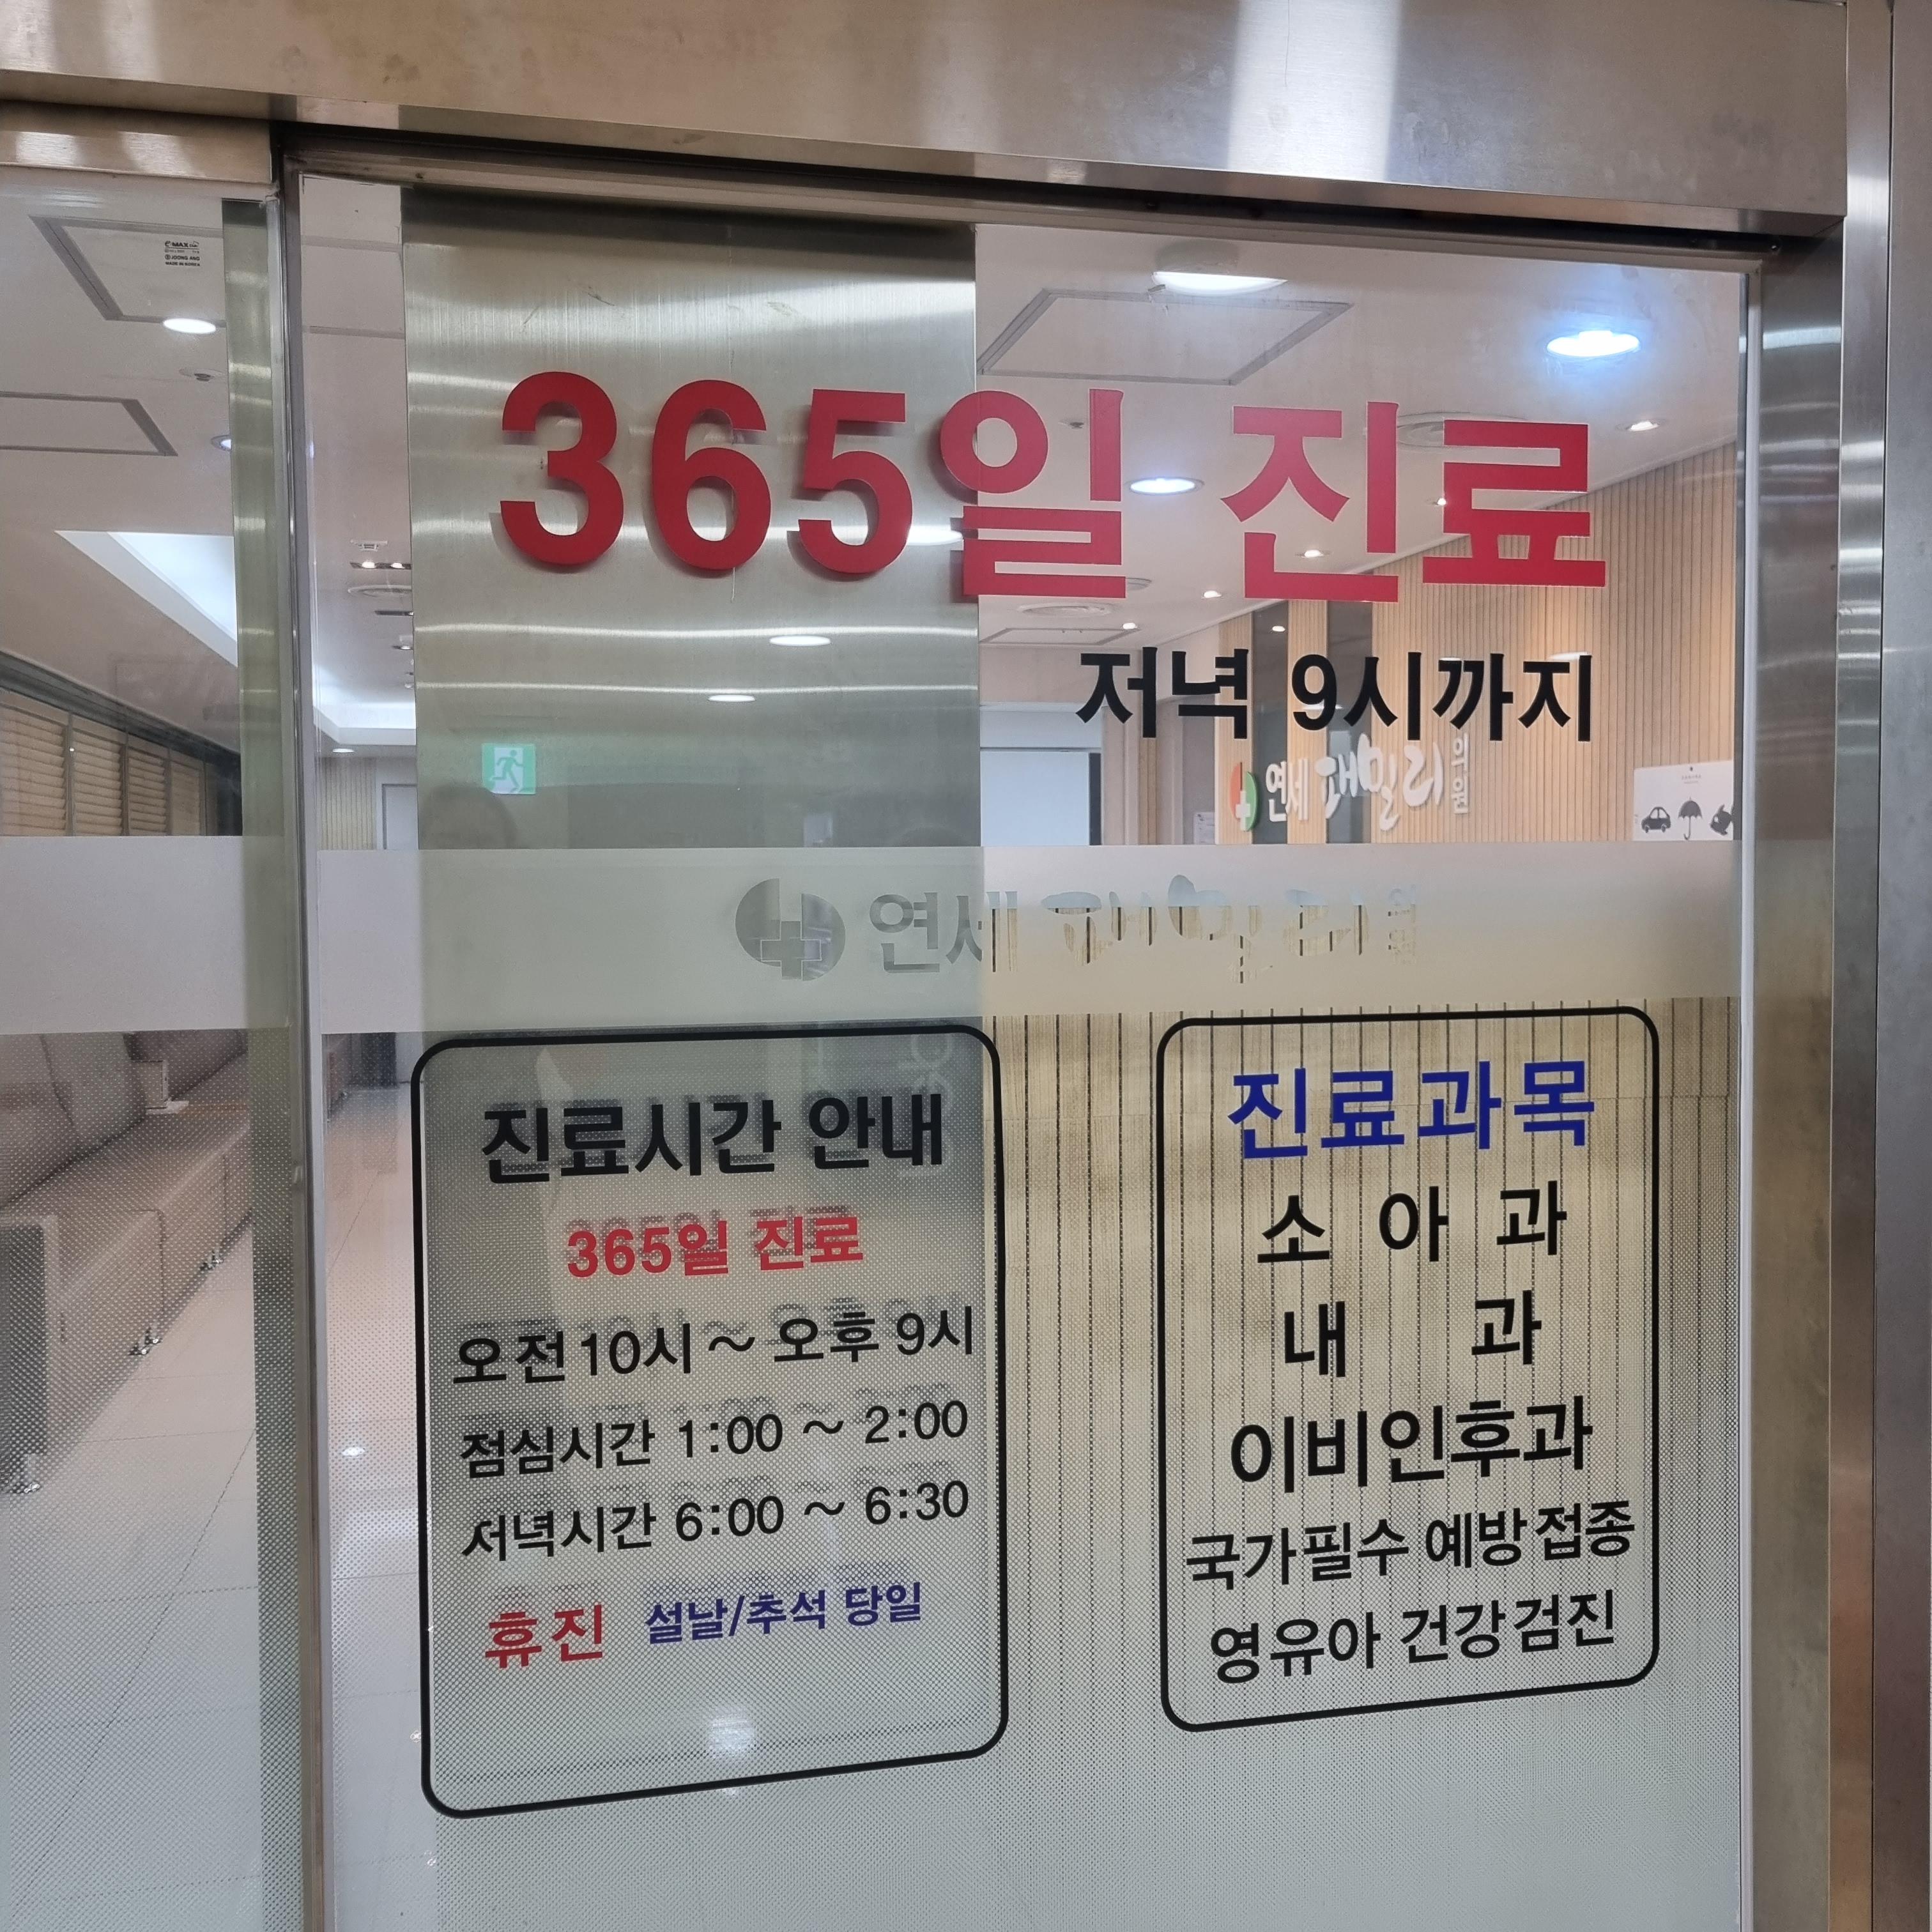 365일 진료
저녁 9시까지
연세 패밀리 의원
연세 패밀리 의원
진료시간 안내
365일 진료
오전 10시 ~ 오후 9시
점심시간 1:00 ~ 2:00
저녁시간 6:00 ~ 6:30
휴진 설날/추석 당일
진료과목
소 아 과
내 과
이비인후과
국가필수 예방접종
영유아 건강검진